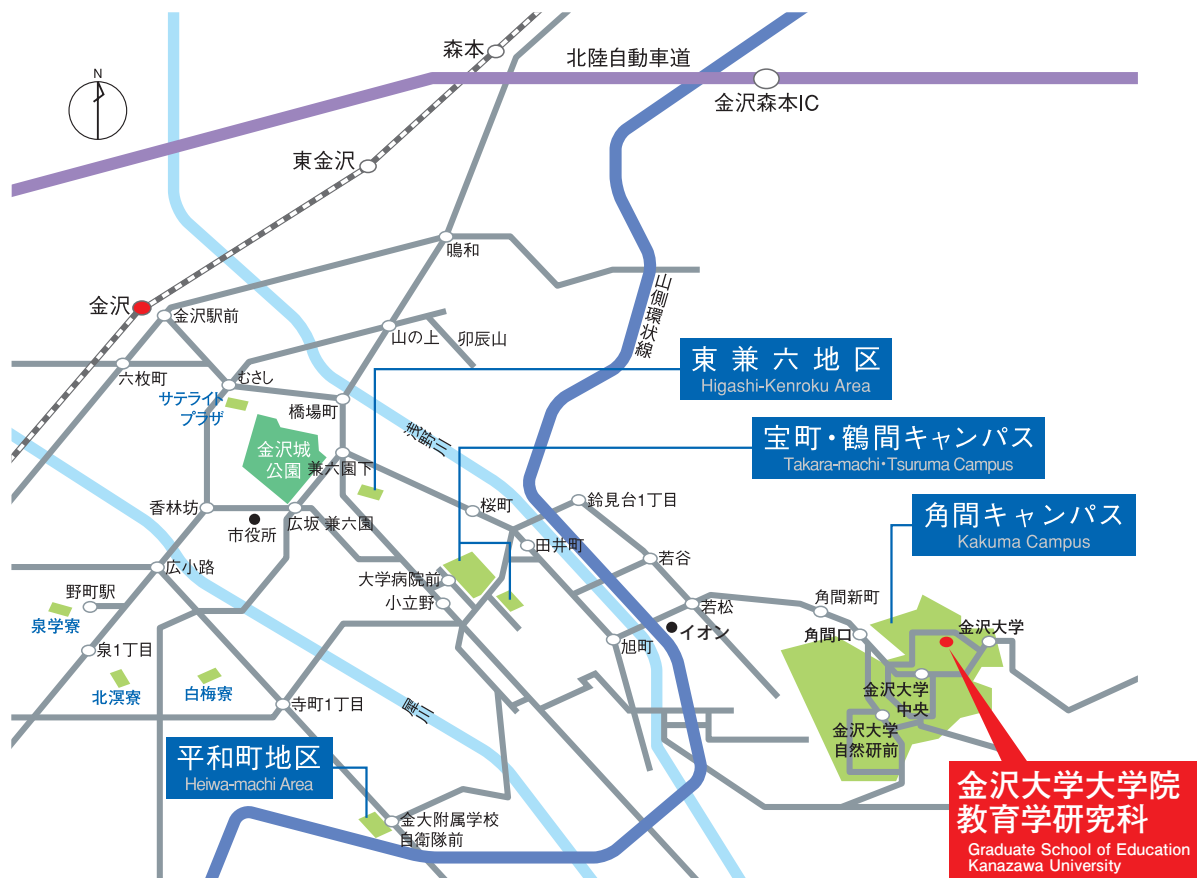 森本
北陸自動車道
N
金沢森本IC
東金沢
鳴和
山側環状線
金沢
金沢駅前
山の上
卯辰山
東兼六地区
Higashi-Kenroku Area
六枚町
むさし
サテライト
プラザ
橋場町
浅野川
宝町・鶴間キャンパス
Takara-machi・Tsuruma Campus
金沢城
公園
兼六園下
香林坊
市役所
広坂
兼六園
桜町
鈴見台1丁目
角間キャンパス
Kakuma Campus
田井町
広小路
大学病院前
若谷
野町駅
小立野
若松
角間新町
泉学寮
イオン
角間口
金沢大学
泉1丁目
旭町
北溟寮
白梅寮
金沢大学
中央
寺町1丁目
犀川
金沢大学
自然研前
平和町地区
Heiwa-machi Area
金大附属学校
自衛隊前
金沢大学大学院
教育学研究科
Graduate School of Education
Kanazawa University